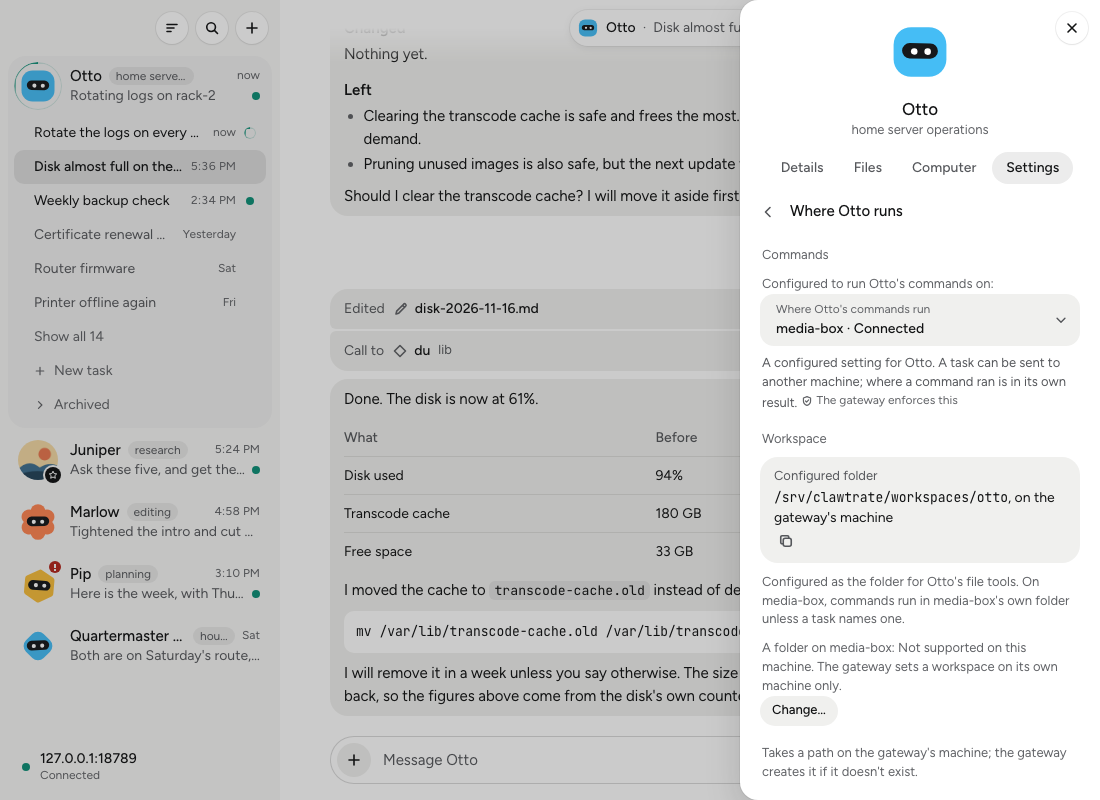 Otto
home serve...
now
Rotating logs on rack-2
Rotate the logs on every ...
now
Disk almost full on the...
5:36 PM
Weekly backup check
2:34 PM
Certificate renewal ...
Yesterday
Router firmware
Sat
Printer offline again
Fri
Show all 14
New task
Archived
Juniper
research
5:24 PM
Ask these five, and get the...
Marlow
editing
4:58 PM
Tightened the intro and cut ...
Pip
planning
3:10 PM
Here is the week, with Thu...
Quartermaster ...
hou...
Sat
Both are on Saturday's route,...
127.0.0.1:18789
Connected
Otto · Disk almost fu
Changed
Nothing yet.
Left
• Clearing the transcode cache is safe and frees the most.
demand.
• Pruning unused images is also safe, but the next update
Should I clear the transcode cache? I will move it aside first
Edited disk-2026-11-16.md
Call to du lib
Done. The disk is now at 61%.
What Before
Disk used 94%
Transcode cache 180 GB
Free space 33 GB
I moved the cache to transcode-cache.old instead of de
mv /var/lib/transcode-cache.old /var/lib/transcod
I will remove it in a week unless you say otherwise. The size
back, so the figures above come from the disk's own counte
Message Otto
Otto
home server operations
Details Files Computer Settings
Where Otto runs
Commands
Configured to run Otto's commands on:
Where Otto's commands run
media-box · Connected
A configured setting for Otto. A task can be sent to
another machine; where a command ran is in its own
result. The gateway enforces this
Workspace
Configured folder
/srv/clawtrate/workspaces/otto, on the
gateway's machine
Configured as the folder for Otto's file tools. On
media-box, commands run in media-box's own folder
unless a task names one.
A folder on media-box: Not supported on this
machine. The gateway sets a workspace on its own
machine only.
Change...
Takes a path on the gateway's machine; the gateway
creates it if it doesn't exist.